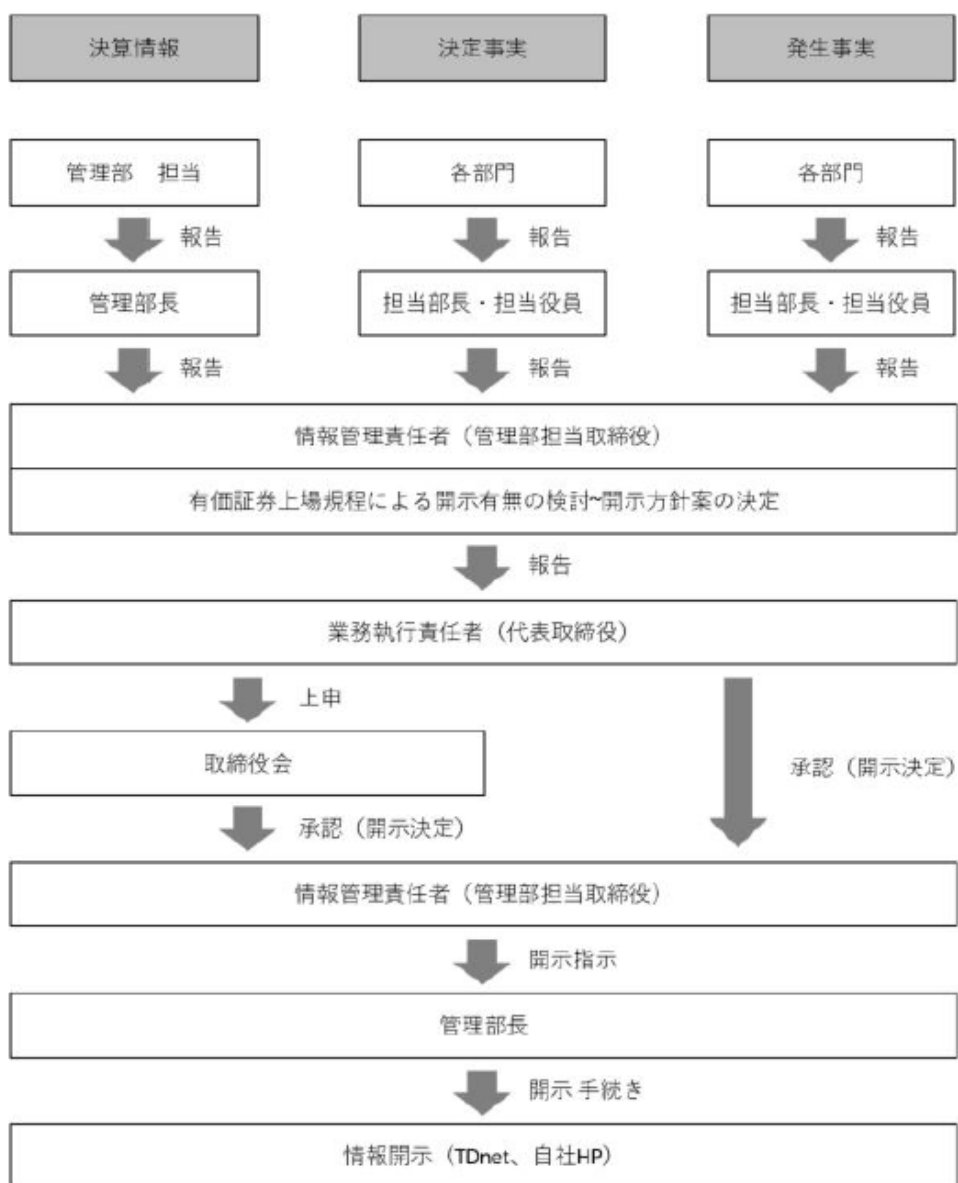 決算情報
決定事実
発生事実
管理部 担当
各部門
各部門
報告
報告
報告
管理部長
担当部長・担当役員
担当部長・担当役員
報告
報告
報告
情報管理責任者（管理部担当取締役）
有価証券上場規程による開示有無の検討~開示方針案の決定
報告
業務執行責任者（代表取締役）
上申
取締役会
承認（開示決定）
承認（開示決定）
情報管理責任者（管理部担当取締役）
開示指示
管理部長
開示 手続き
情報開示（TDnet、自社HP）